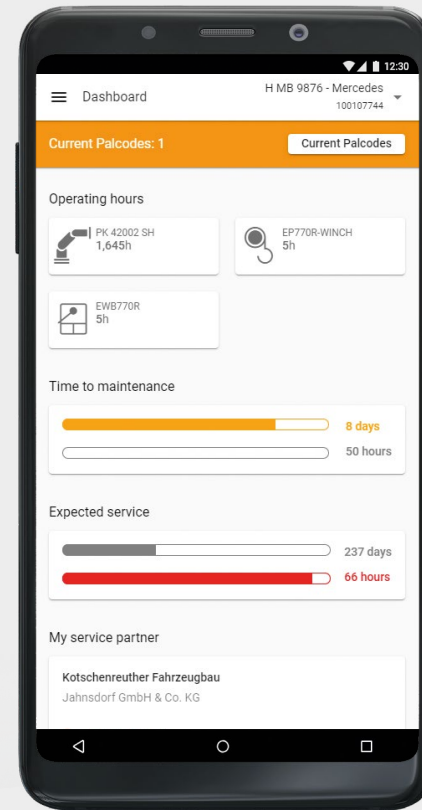 12:30
Dashboard
H MB 9876 - Mercedes
100107744
Current Palcodes: 1
Current Palcodes
Operating hours
PK 42002 SH
1,645h
EP770R-WINCH
5h
EWB770R
5h
Time to maintenance
8 days
50 hours
Expected service
237 days
66 hours
My service partner
Kotschenreuther Fahrzeugbau
Jahnsdorf GmbH & Co. KG